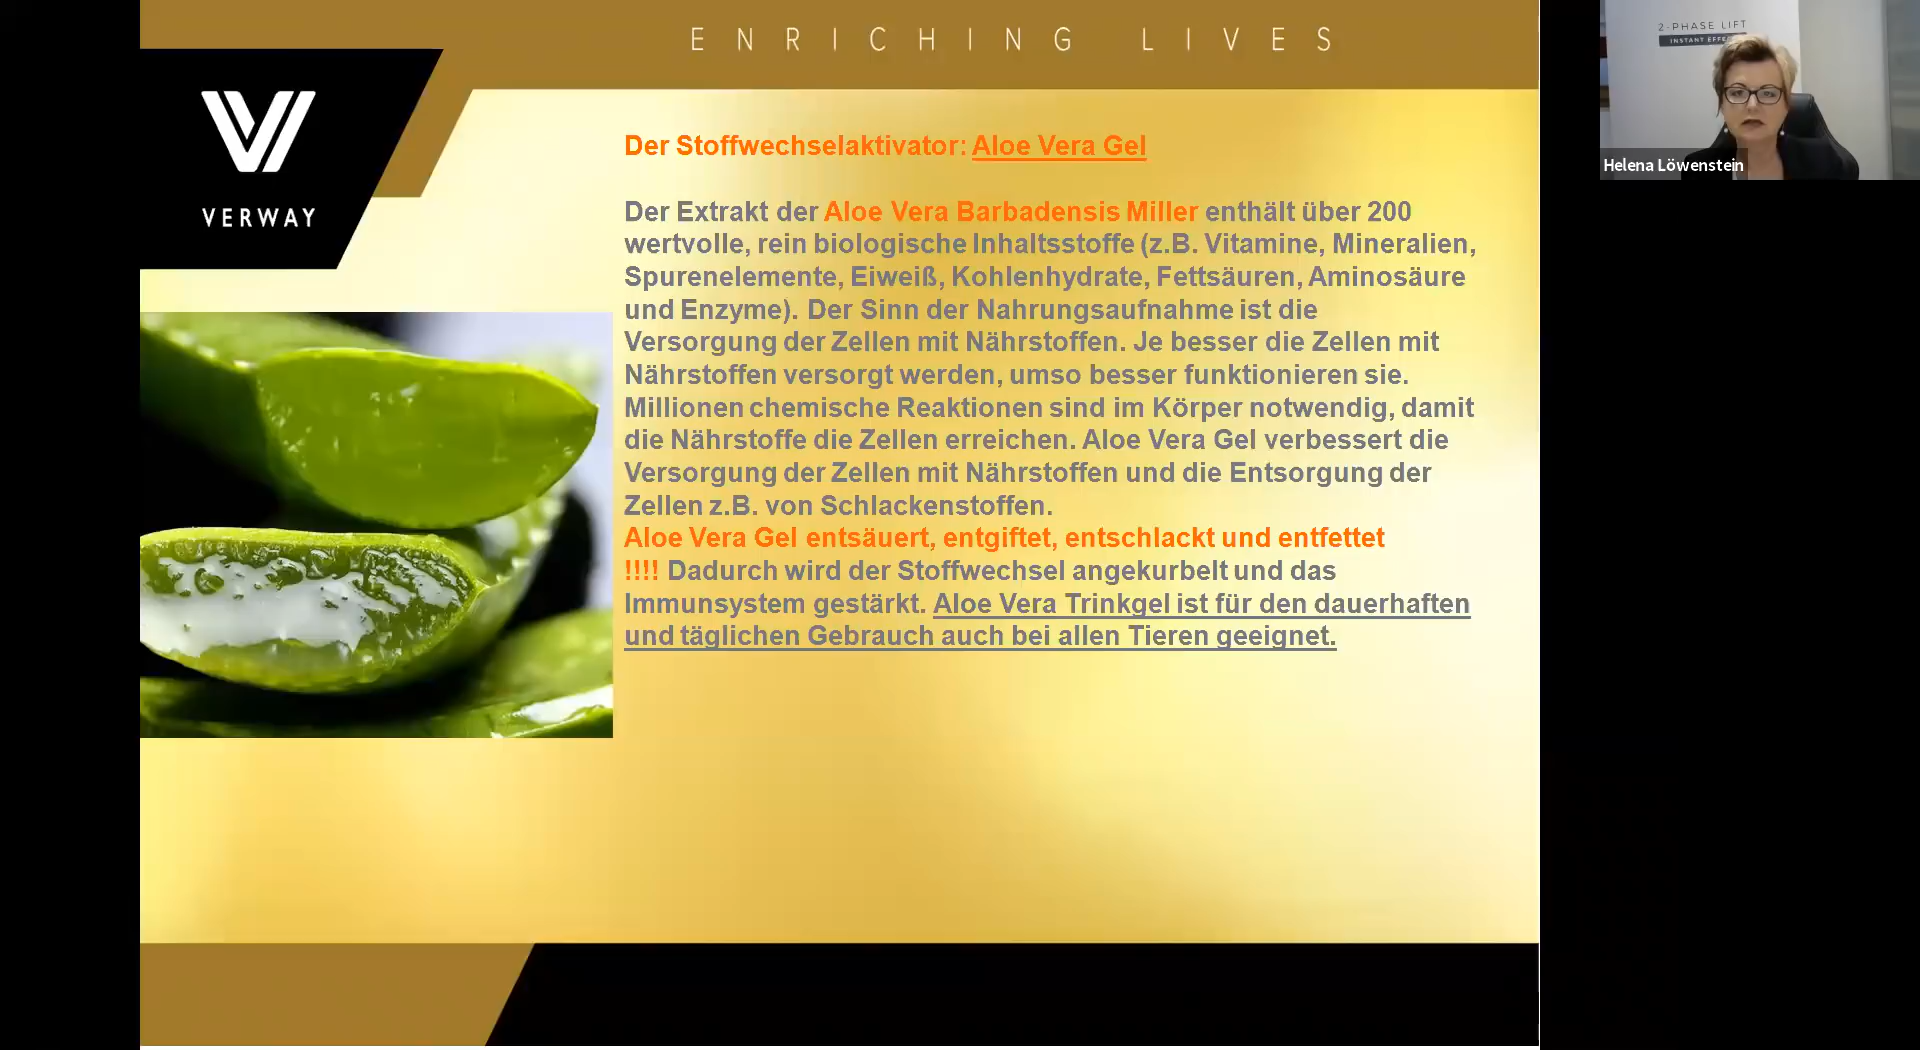 ENRICHING LIVES
VERWAY
Der Stoffwechselaktivator: Aloe Vera Gel
Der Extrakt der Aloe Vera Barbadensis Miller enthält über 200
wertvolle, rein biologische Inhaltsstoffe (z.B. Vitamine, Mineralien,
Spurenelemente, Eiweiß, Kohlenhydrate, Fettsäuren, Aminosäure
und Enzyme). Der Sinn der Nahrungsaufnahme ist die
Versorgung der Zellen mit Nährstoffen. Je besser die Zellen mit
Nährstoffen versorgt werden, umso besser funktionieren sie.
Millionen chemische Reaktionen sind im Körper notwendig, damit
die Nährstoffe die Zellen erreichen. Aloe Vera Gel verbessert die
Versorgung der Zellen mit Nährstoffen und die Entsorgung der
Zellen z.B. von Schlackenstoffen.
Aloe Vera Gel entsäuert, entgiftet, entschlackt und entfettet
!!!! Dadurch wird der Stoffwechsel angekurbelt und das
Immunsystem gestärkt. Aloe Vera Trinkgel ist für den dauerhaften
und täglichen Gebrauch auch bei allen Tieren geeignet.
2-PHASE LIFT
INSTANT
Helena Löwenstein